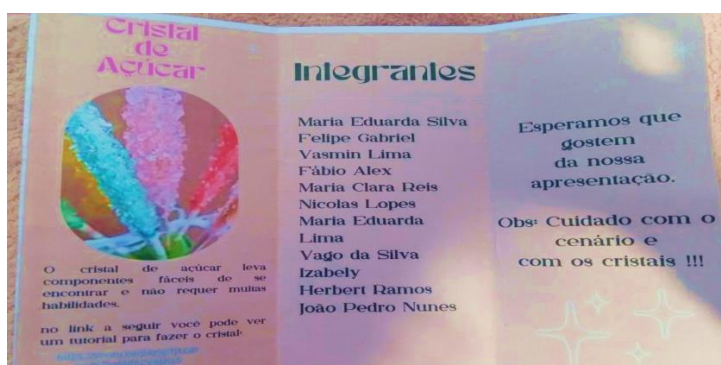 Cristal
de
Açúcar
O cristal de açúcar leva
componentes fáceis de se
encontrar e não requer muitas
habilidades.
no link a seguir você pode ver
um tutorial para fazer o cristal:
Integrantes
Maria Eduarda Silva
Felipe Gabriel
Yasmin Lima
Fábio Alex
Maria Clara Reis
Nicolas Lopes
Maria Eduarda
Lima
Yago da Silva
Izabely
Herbert Ramos
João Pedro Nunes
Esperamos que
gostem
da nossa
apresentação.
Obs: Cuidado com o
cenário e
com os cristais !!!